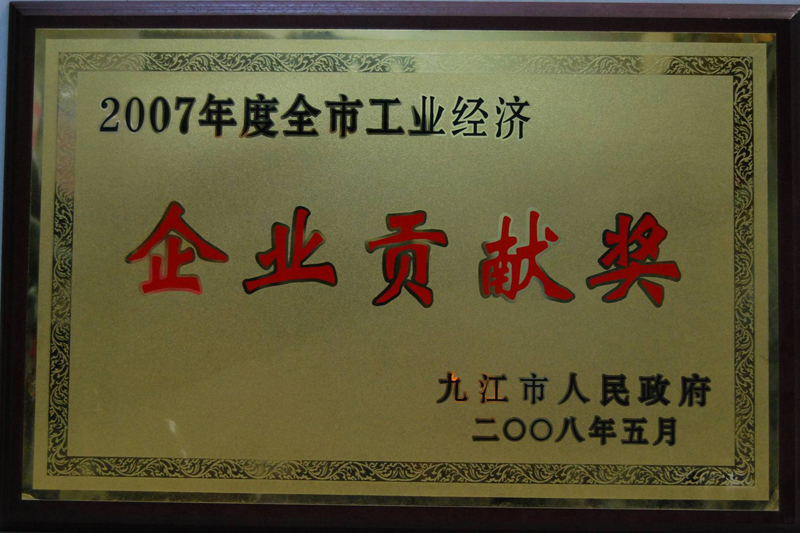 2007年度全市工业经济
企业贡献奖
九江市人民政府
二〇〇八年五月